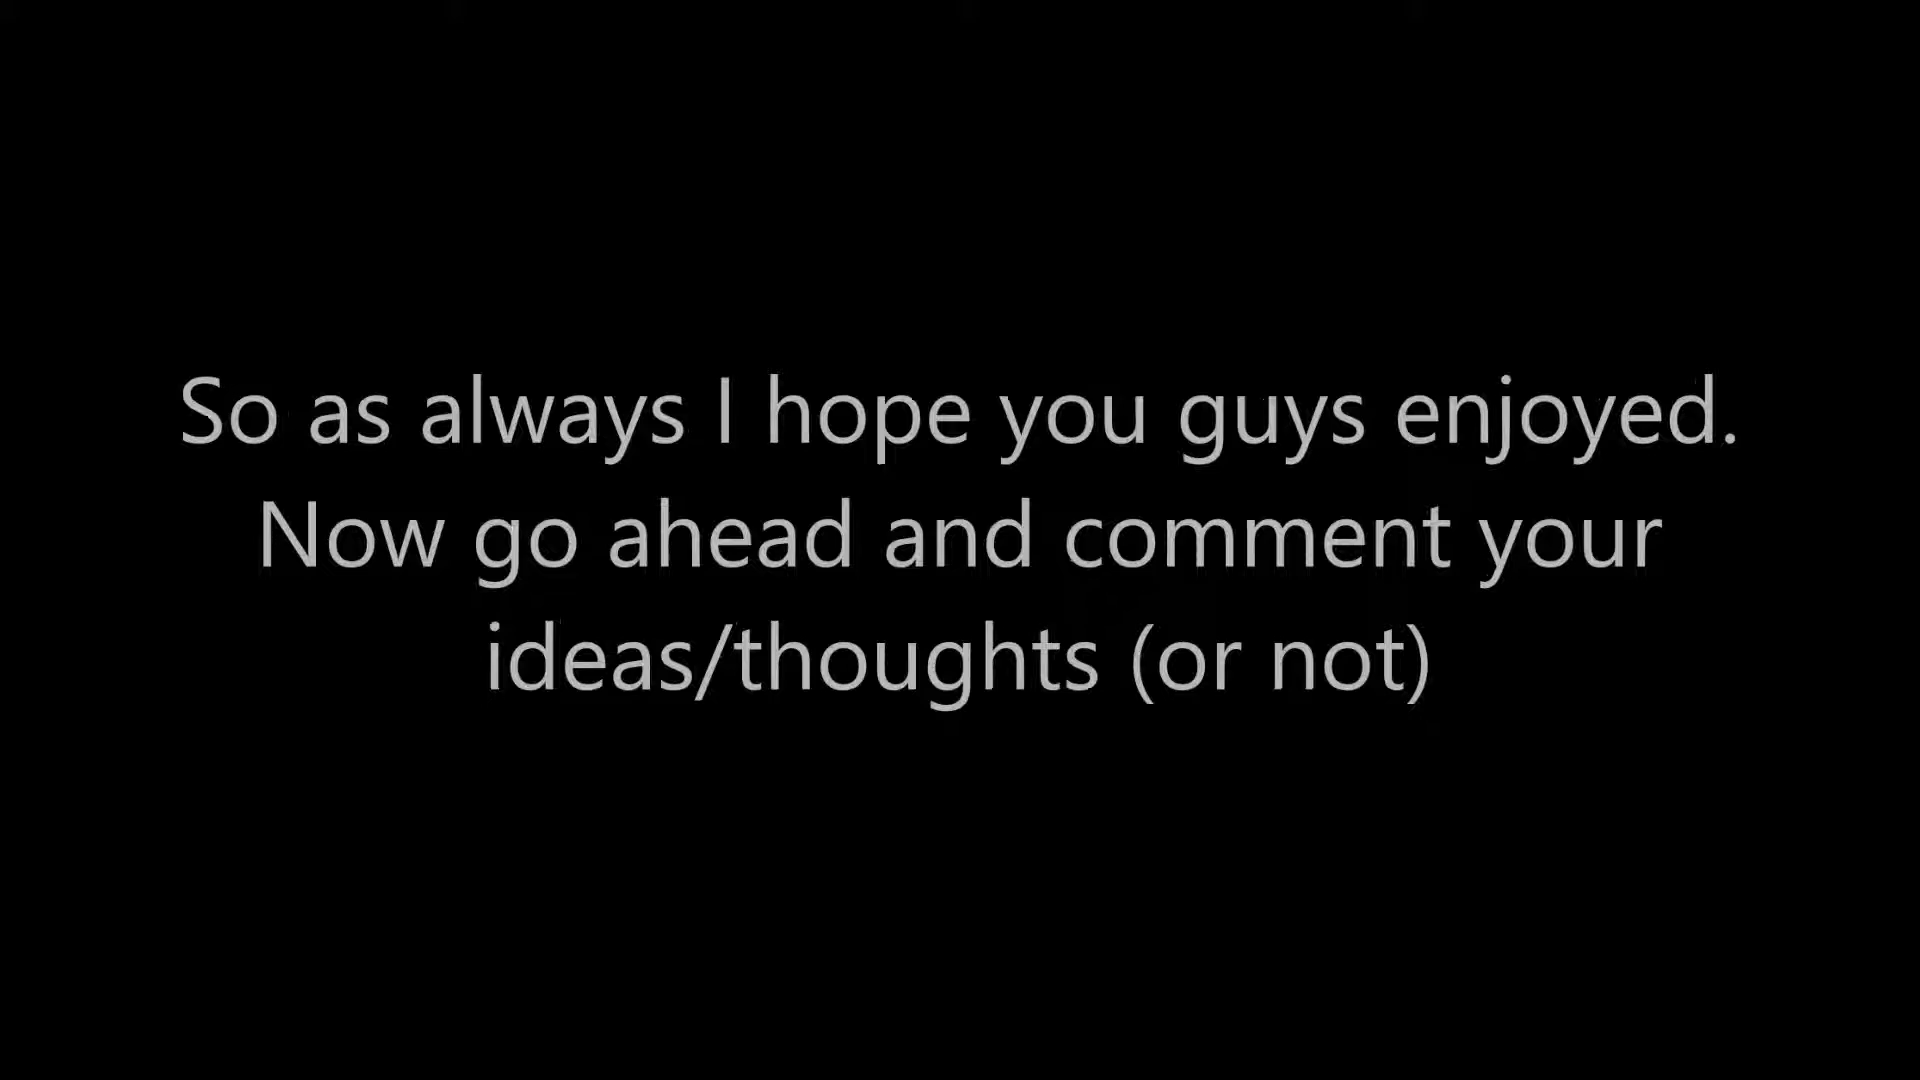 So as always I hope you guys enjoyed.
Now go ahead and comment your
ideas/thoughts (or not)